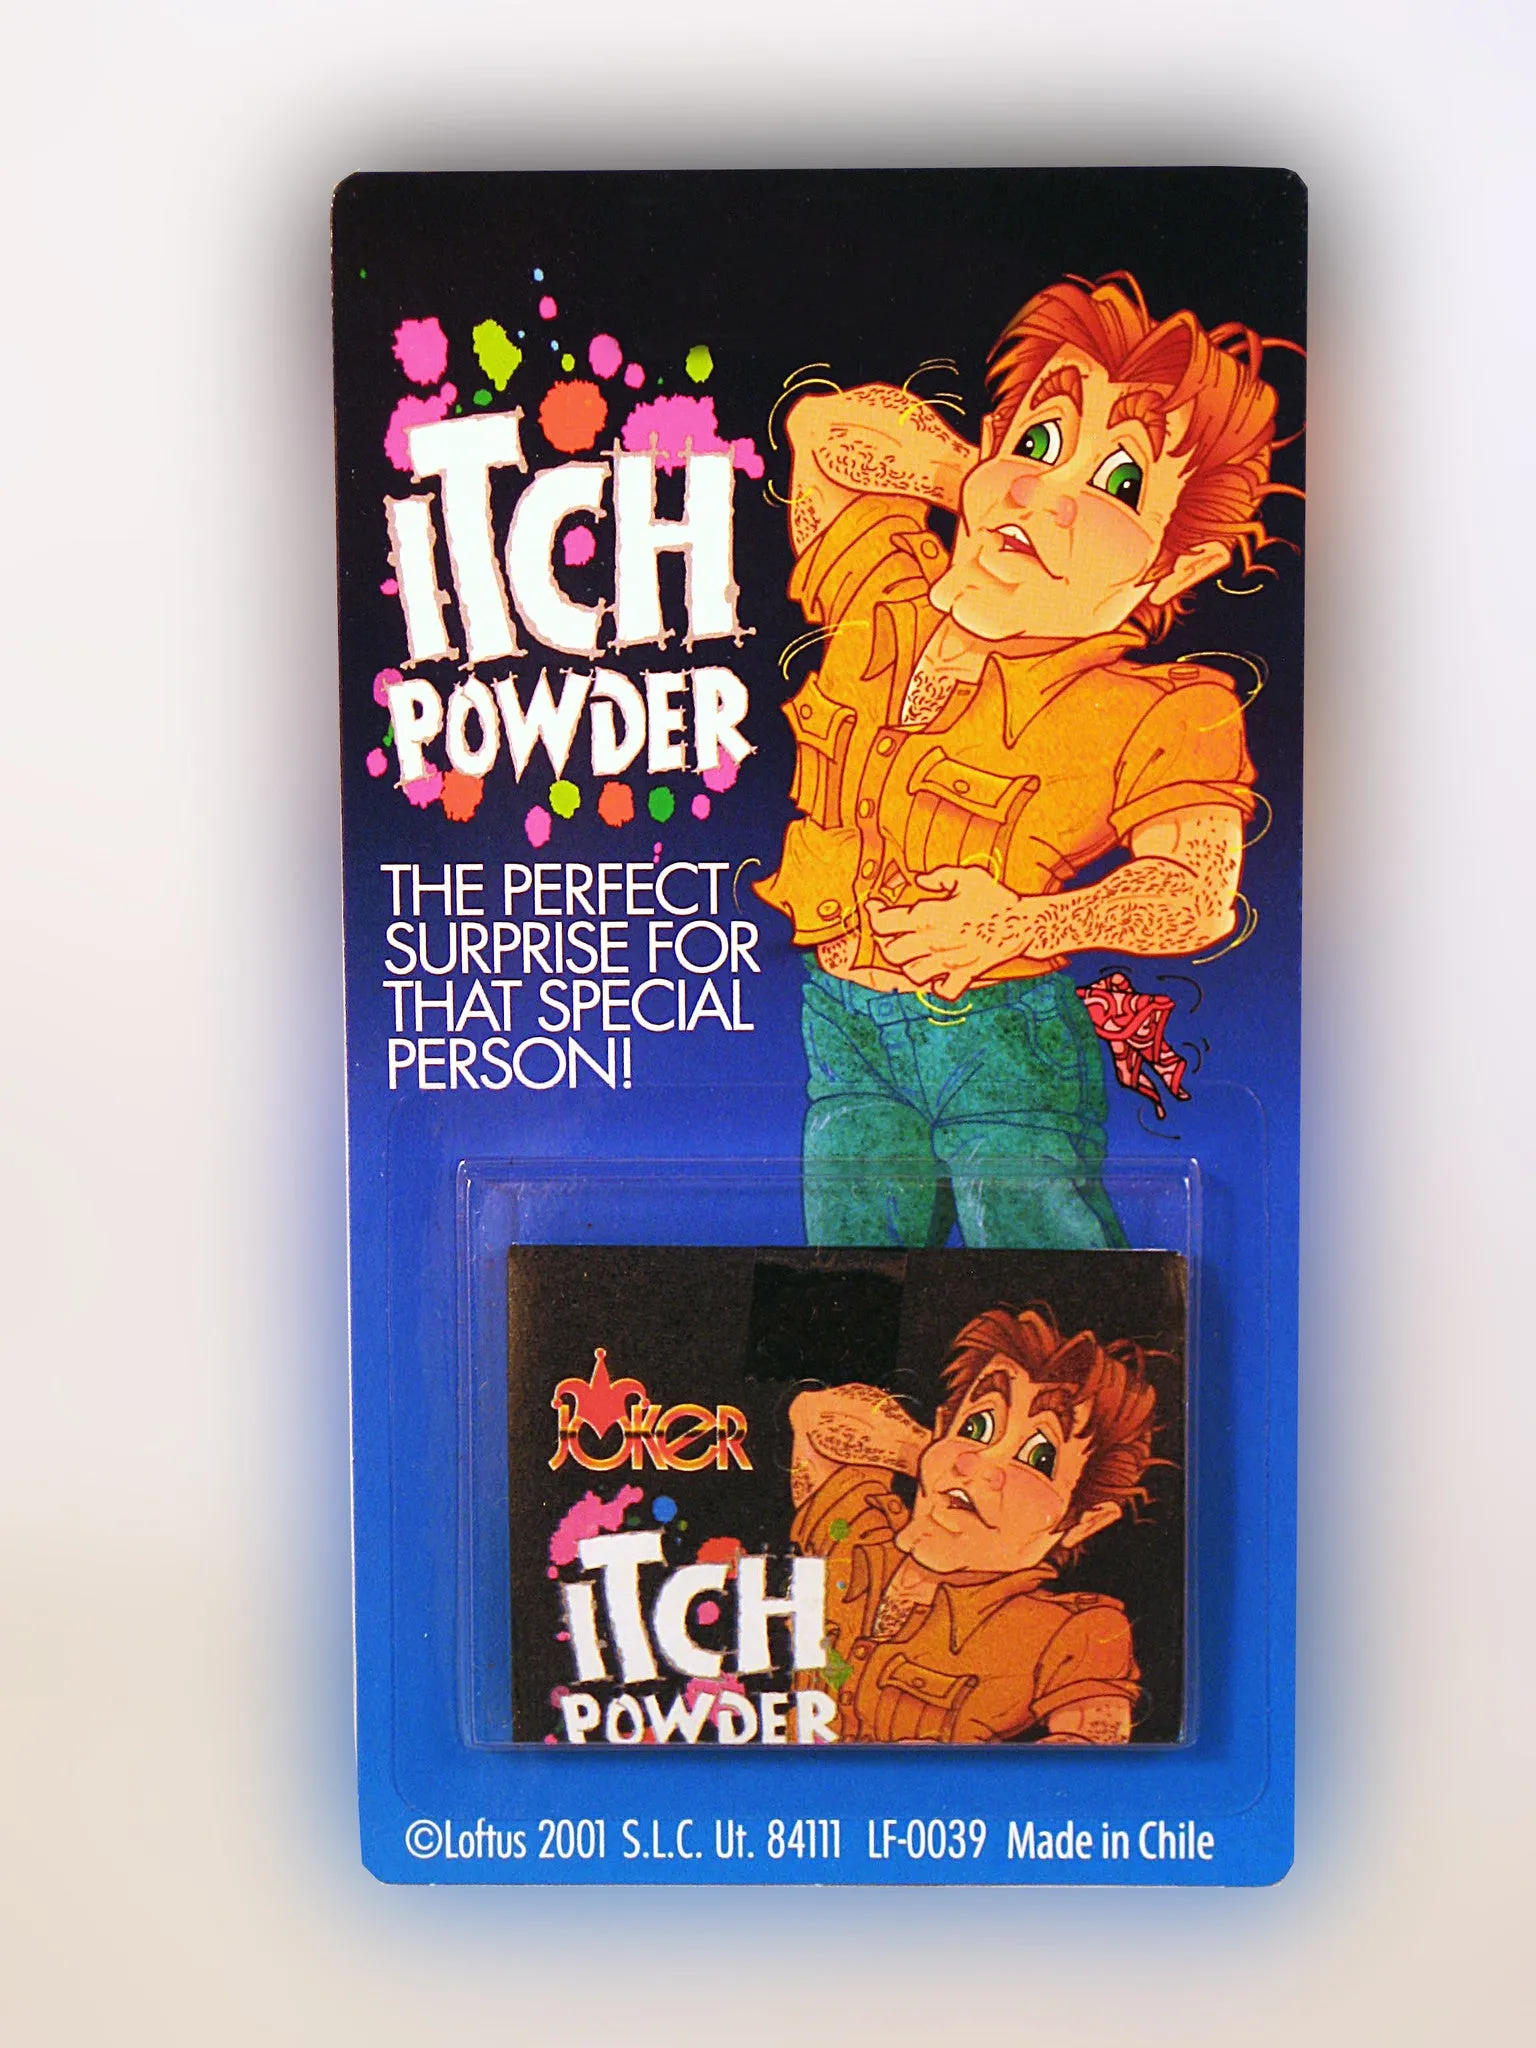 iTCH
POWDER
THE PERFECT
SURPRISE FOR
THAT SPECIAL
PERSON!
JOKER
iTCH
POWDER
©Loftus 2001 S.L.C. Ut. 84111 LF-0039 Made in Chile